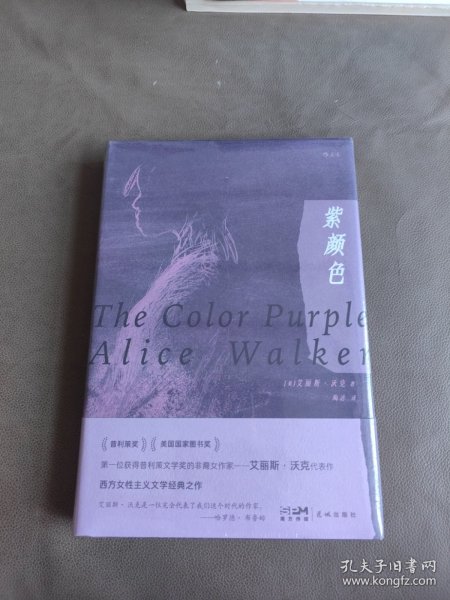 紫颜色
The Color Purple
Alice Walker
[美]艾丽斯·沃克 著
陶洁 译
普利策奖
美国国家图书奖
第一位获得普利策文学奖的非裔女作家——艾丽斯·沃克代表作
西方女性主义文学经典之作
艾丽斯·沃克是一位完全代表了我们这个时代的作家。
——哈罗德·布鲁姆
SPM
南方传媒
花城出版社
孔夫子旧书网
www.kongfz.com